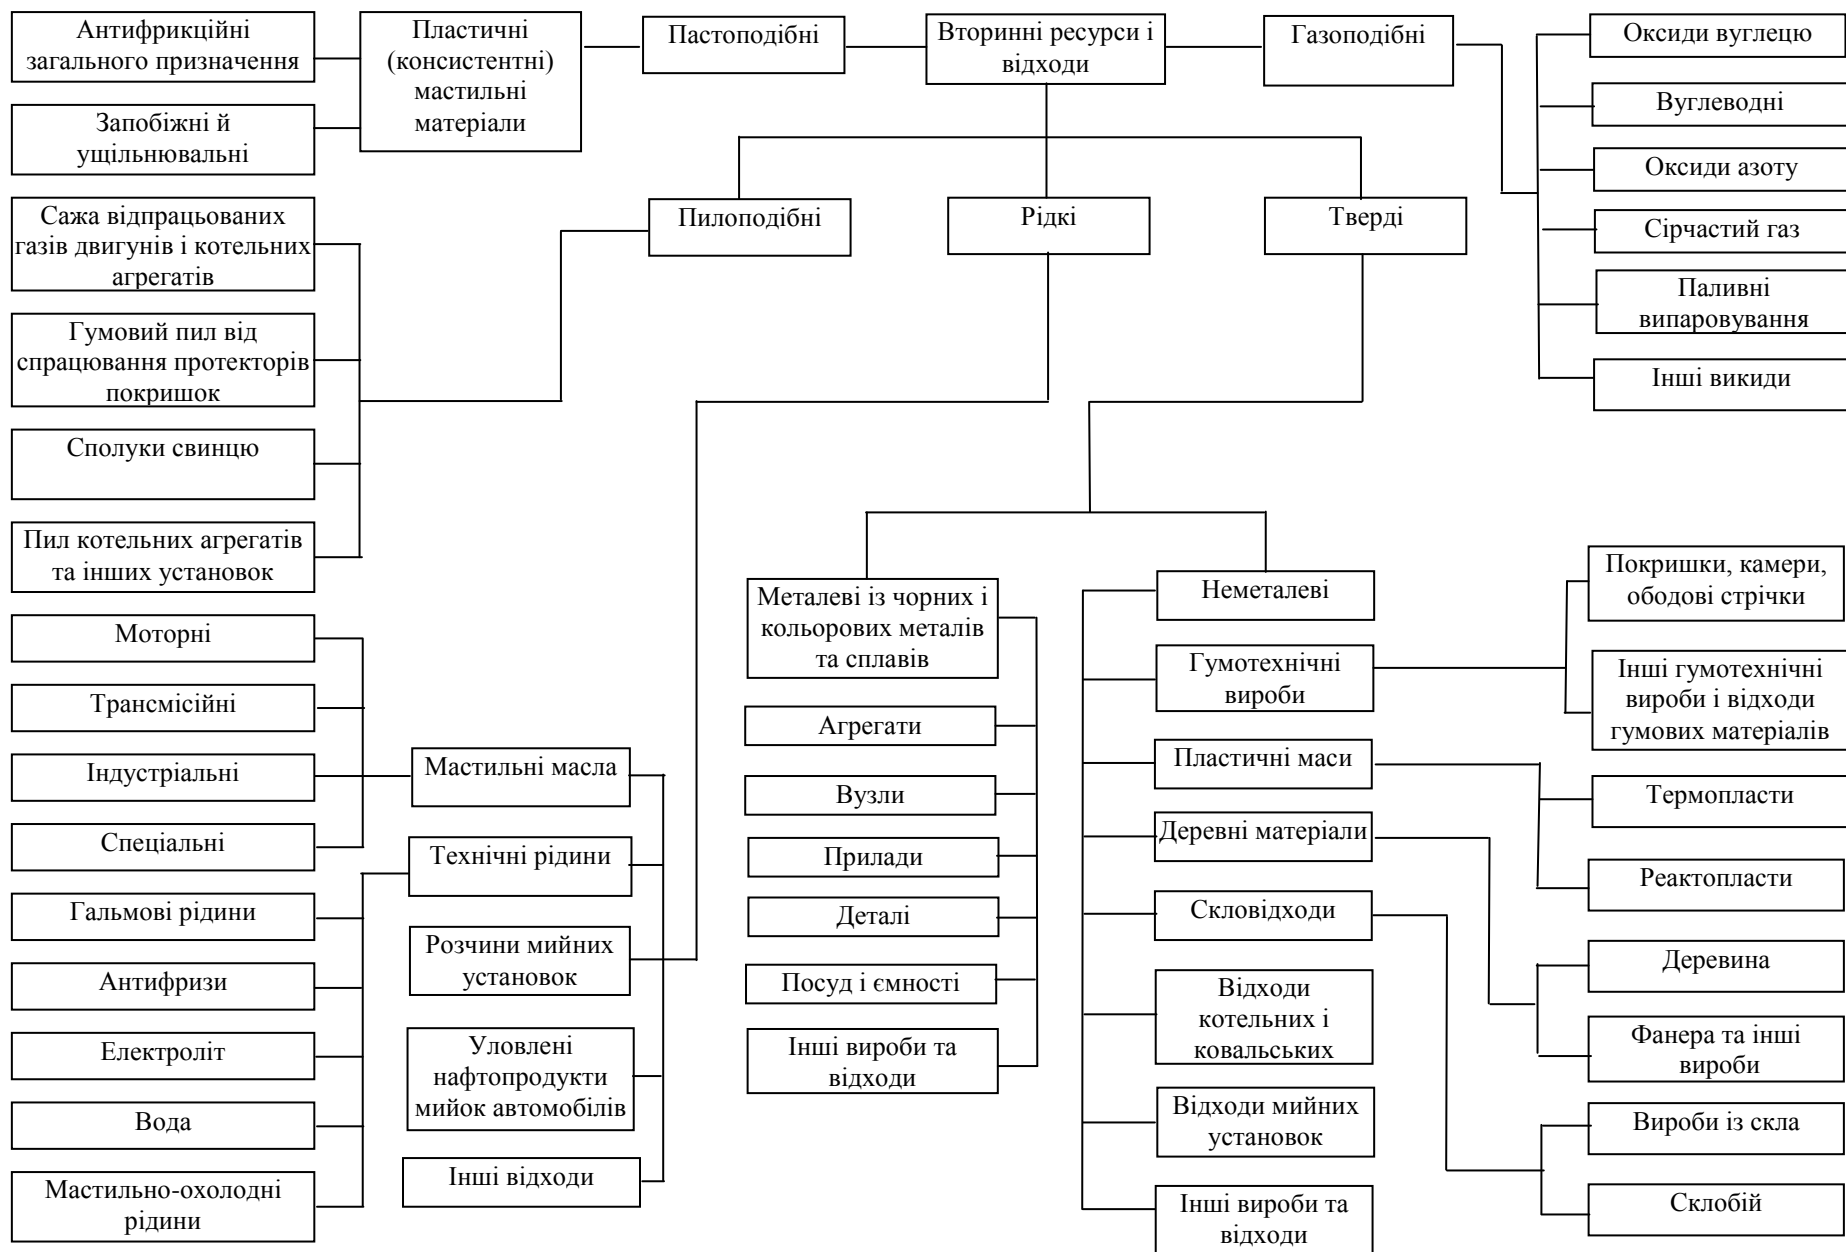 Антифрикційні
загального призначення
Пластичні
(консистентні)
мастильні
матеріали
Пастоподібні
Вторинні ресурси і
відходи
Газоподібні
Оксиди вуглецю
Вуглеводні
Оксиди азоту
Сірчастий газ
Паливні
випаровування
Інші викиди
Запобіжні й
ущільнювальні
Пилоподібні
Рідкі
Тверді
Сажа відпрацьованих
газів двигунів і котельних
агрегатів
Гумовий пил від
спрацювання протекторів
покришок
Сполуки свинцю
Пил котельних агрегатів
та інших установок
Моторні
Трансмісійні
Індустріальні
Спеціальні
Гальмові рідини
Антифризи
Електроліт
Вода
Мастильно-охолодні
рідини
Мастильні масла
Технічні рідини
Розчини мийних
установок
Уловлені
нафтопродукти
мийок автомобілів
Інші відходи
Металеві із чорних і
кольорових металів
та сплавів
Агрегати
Вузли
Прилади
Деталі
Посуд і ємності
Інші вироби та
відходи
Неметалеві
Гумотехнічні
вироби
Пластичні маси
Деревні матеріали
Скловідходи
Відходи
котельних і
ковальських
Відходи мийних
установок
Інші вироби та
відходи
Покришки, камери,
ободові стрічки
Інші гумотехнічні
вироби і відходи
гумових матеріалів
Термопласти
Реактопласти
Деревина
Фанера та інші
вироби
Вироби із скла
Склобій